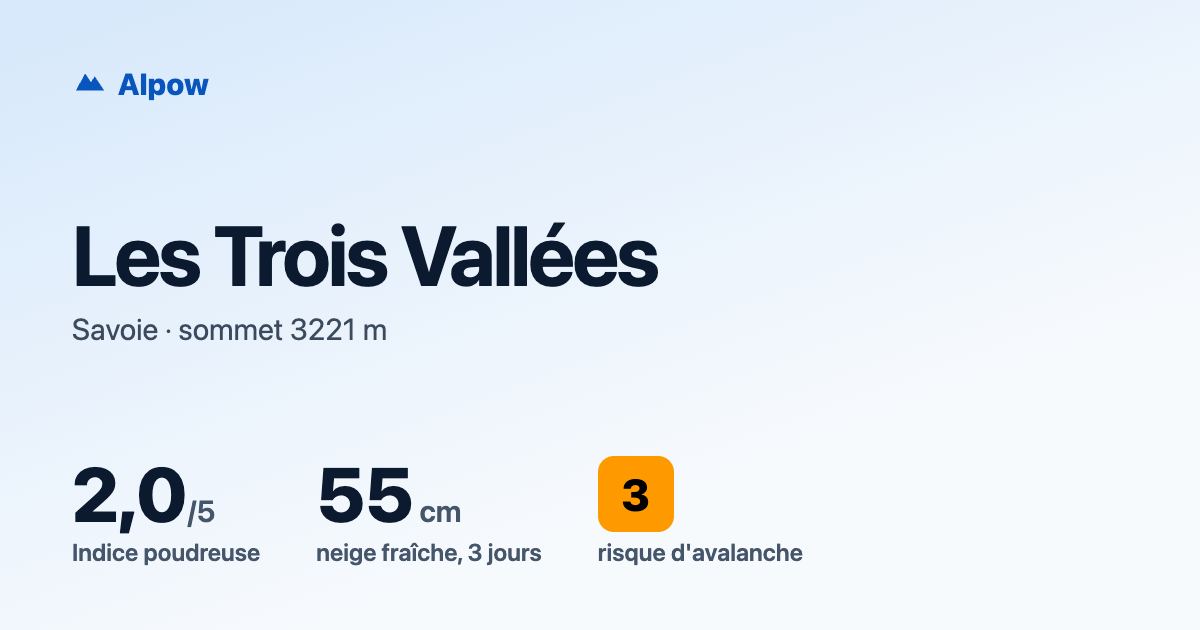 Alpow
Les Trois Vallées
Savoie · sommet 3221 m
2,0/5
Indice poudreuse
55 cm
neige fraîche, 3 jours
3
risque d'avalanche